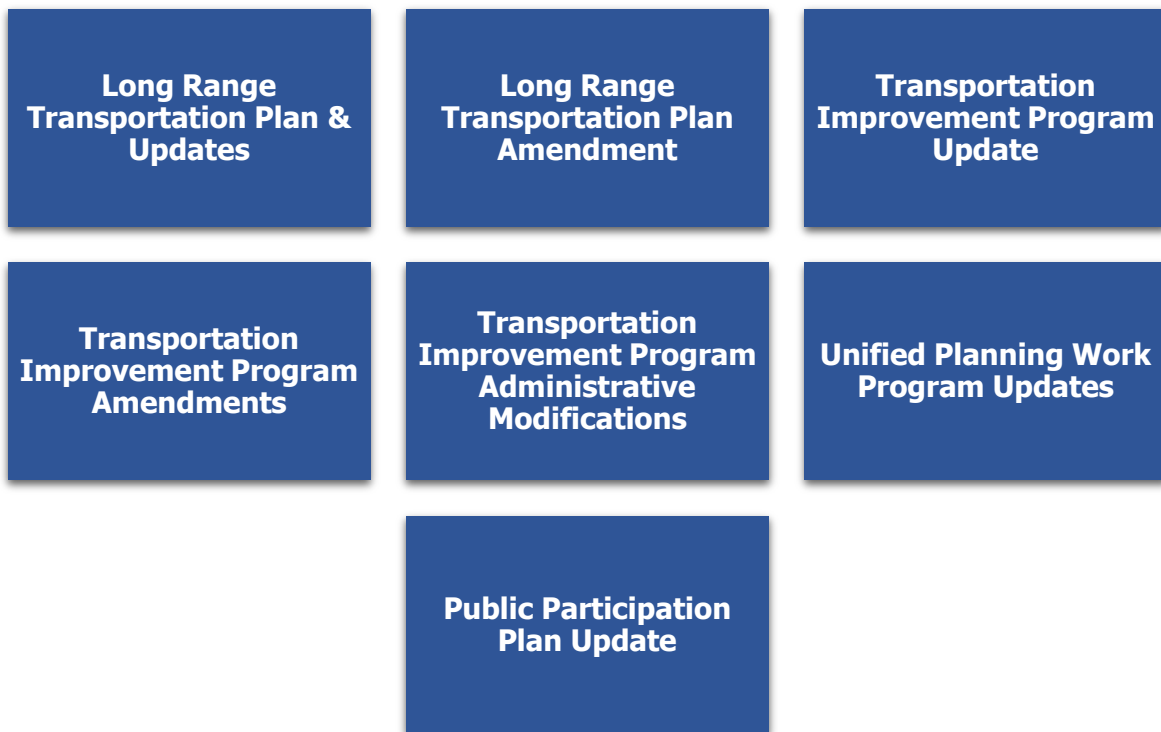 Long Range
Transportation Plan &
Updates
Long Range
Transportation Plan
Amendment
Transportation
Improvement Program
Update
Transportation
Improvement Program
Amendments
Transportation
Improvement Program
Administrative
Modifications
Unified Planning Work
Program Updates
Public Participation
Plan Update